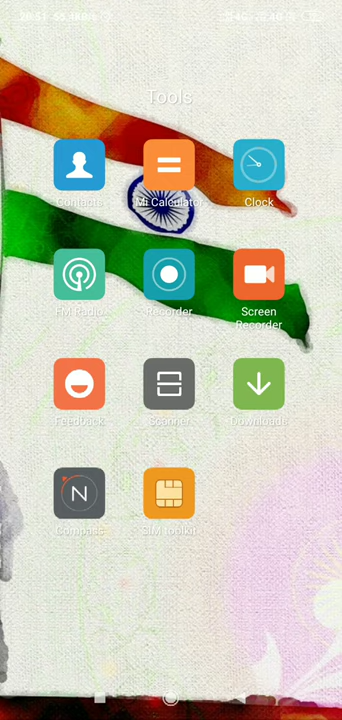 Tools
Contacts
Mi Calculator
Clock
FM Radio
Recorder
Screen
Recorder
Feedback
Scanner
Downloads
Compass
SIM toolkit